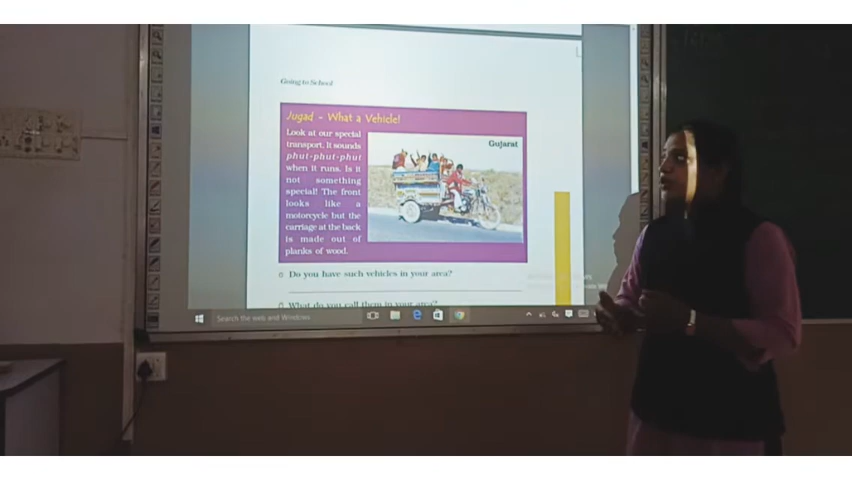 Going to School
Jugad - What a Vehicle!
Look at our special
transport. It sounds
phut-phut-phut
when it runs. Is it
not something
special! The front
looks like a
motorcycle but the
carriage at the back
is made out of
planks of wood.
Gujarat
Do you have such vehicles in your area?
What do you call them in your area?
Search the web and Windows